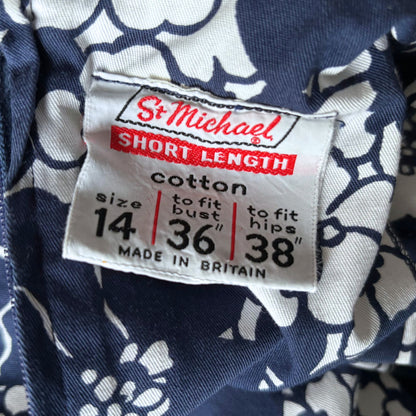 St Michael®
SHORT LENGTH
cotton
size 14 | to fit bust 36" | to fit hips 38"
MADE IN BRITAIN